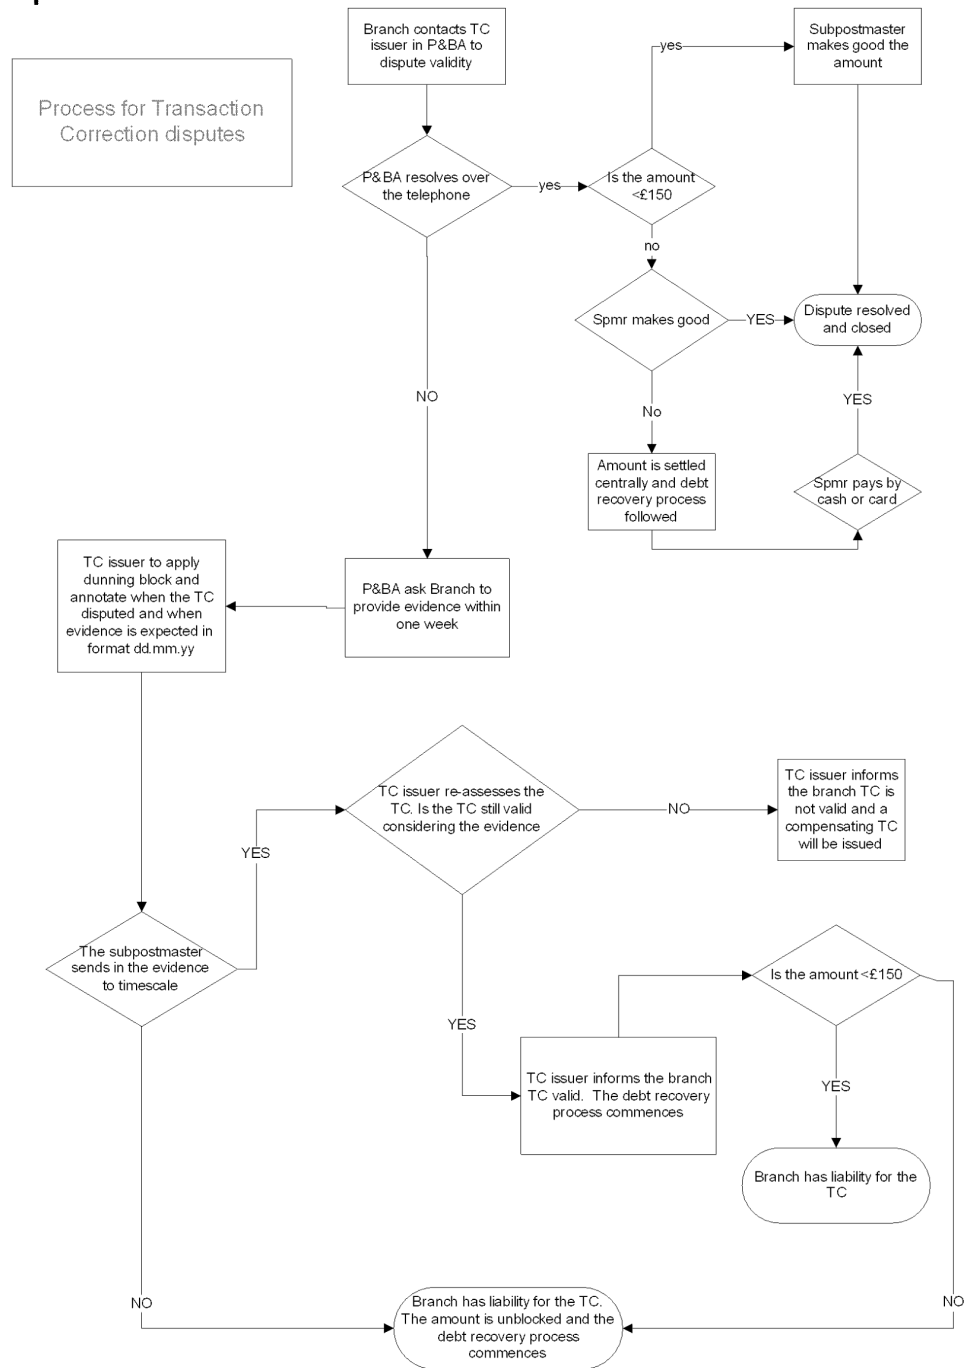 Branch contacts TC
issuer in P&BA to
dispute validity
Subpostmaster
makes good the
amount
yes
Process for Transaction
Correction disputes
P&BA resolves over
the telephone
yes
Is the amount
<£150
no
Spmr makes good
YES
Dispute resolved
and closed
NO
No
YES
Amount is settled
centrally and debt
recovery process
followed
Spmr pays by
cash or card
TC issuer to apply
dunning block and
annotate when the TC
disputed and when
evidence is expected in
format dd.mm.yy
P&BA ask Branch to
provide evidence within
one week
TC issuer re-assesses the
TC. Is the TC still valid
considering the evidence
NO
TC issuer informs
the branch TC is
not valid and a
compensating TC
will be issued
YES
The subpostmaster
sends in the evidence
to timescale
Is the amount <£150
YES
TC issuer informs the branch
TC valid. The debt recovery
process commences
YES
Branch has liability for the
TC
NO
NO
Branch has liability for the TC.
The amount is unblocked and the
debt recovery process
commences